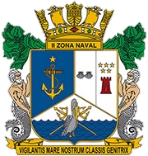 II ZONA NAVAL
VIGILANTIS MARE NOSTRUM CLASSIS GENITRIX